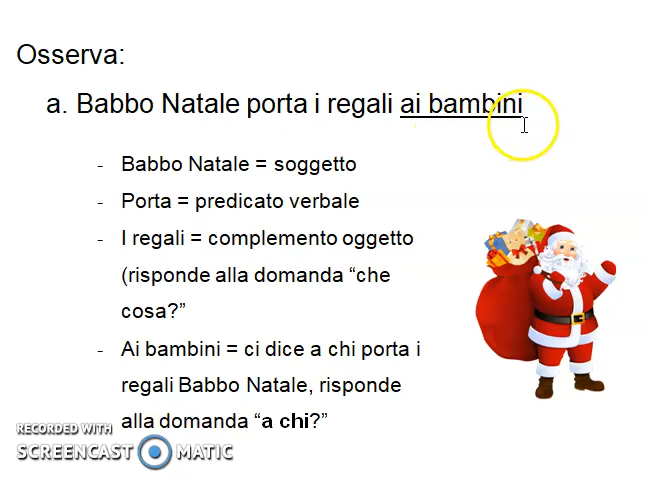 Osserva:
a. Babbo Natale porta i regali ai bambini
- Babbo Natale = soggetto
- Porta = predicato verbale
- I regali = complemento oggetto
(risponde alla domanda “che
cosa?”
- Ai bambini = ci dice a chi porta i
regali Babbo Natale, risponde
alla domanda “a chi?”
RECORDED WITH
SCREENCAST MATIC